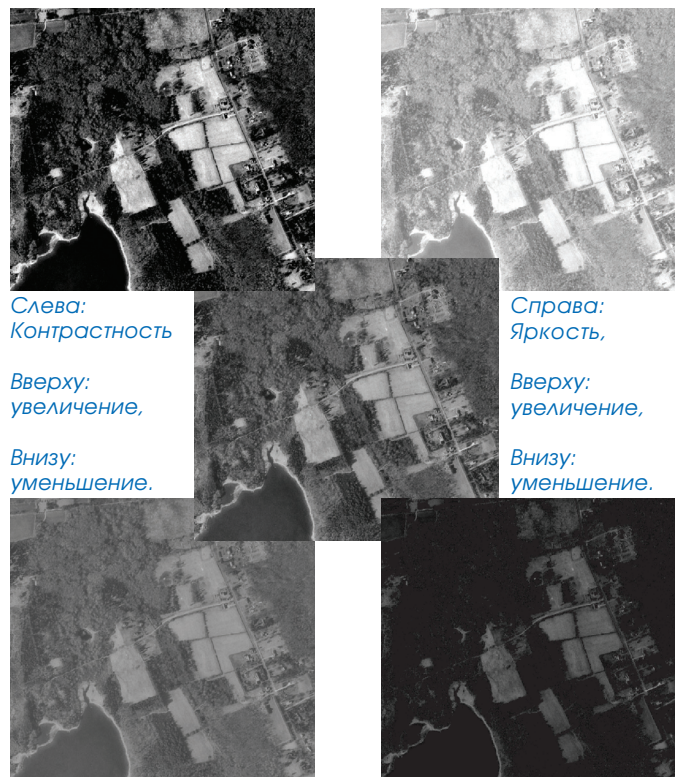 Слева:
Контрастность
Вверху:
увеличение,
Внизу:
уменьшение.
Справа:
Яркость,
Вверху:
увеличение,
Внизу:
уменьшение.